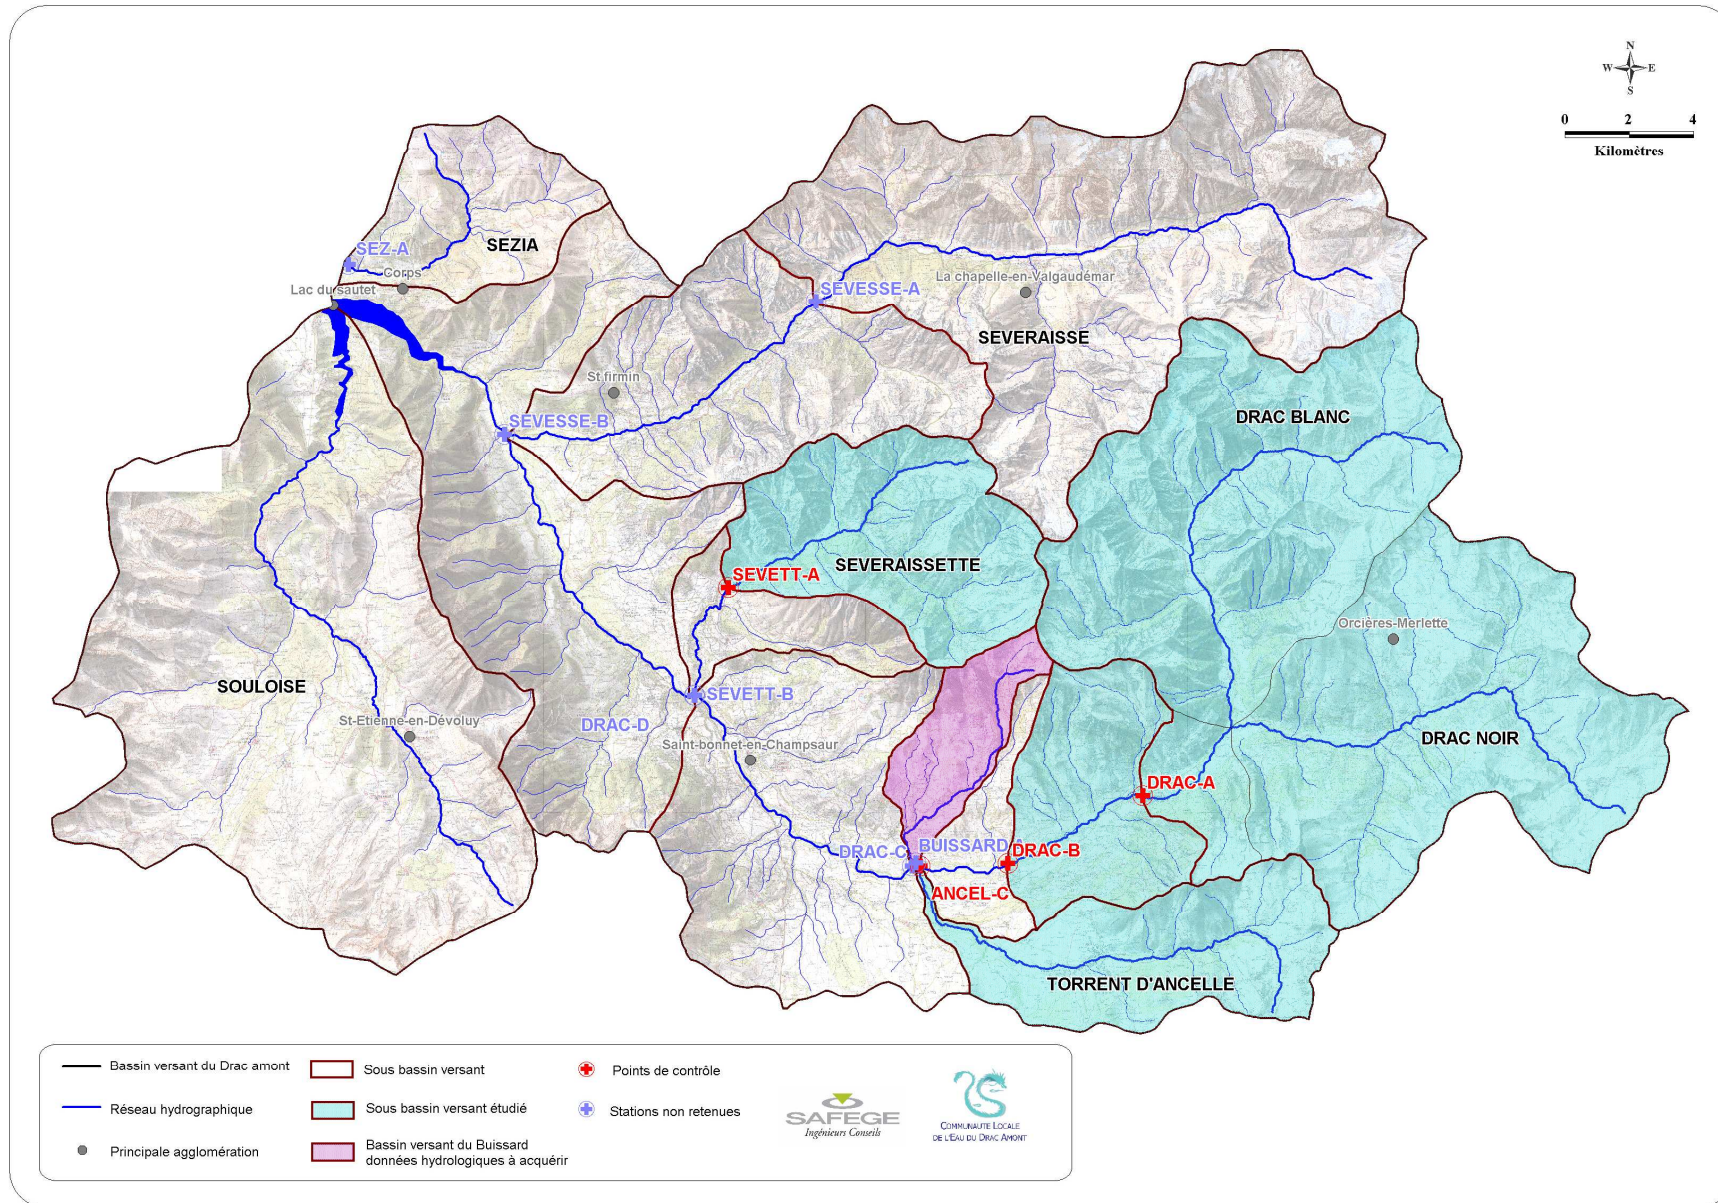 N
W E
S
0 2 4
Kilomètres
SEZ-A
SEZIA
Corps
Lac du sautet
SEVESSE-A
La chapelle-en-Valgaudémar
SEVERAISSE
St firmin
SEVESSE-B
DRAC BLANC
SEVETT-A
SEVERAISSETTE
Orcières-Merlette
SOULOISE
SEVETT-B
St-Etienne-en-Dévoluy
DRAC-D
Saint-bonnet-en-Champsaur
DRAC NOIR
DRAC-A
DRAC-C
BUISSARD
DRAC-B
ANCEL-C
TORRENT D'ANCELLE
Bassin versant du Drac amont
Sous bassin versant
Points de contrôle
Réseau hydrographique
Sous bassin versant étudié
Stations non retenues
Principale agglomération
Bassin versant du Buissard
données hydrologiques à acquérir
SAFEGE
Ingénieurs Conseils
COMMUNAUTE LOCALE
DE L'EAU DU DRAC AMONT